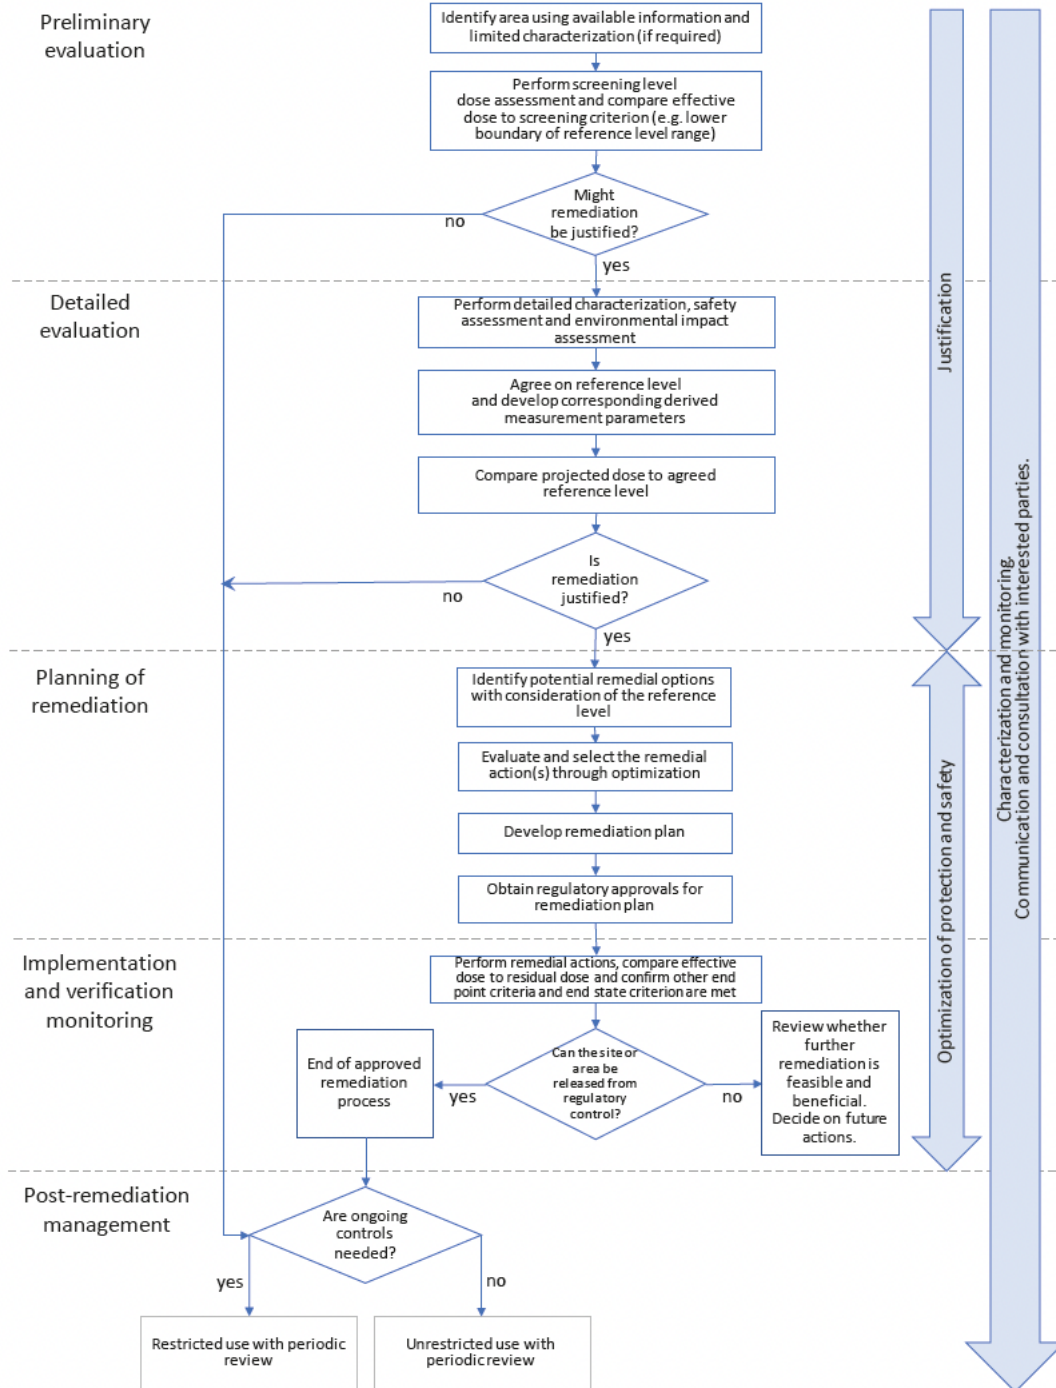 Preliminary
evaluation
Identify area using available information and
limited characterization (if required)
Perform screening level
dose assessment and compare effective
dose to screening criterion (e.g. lower
boundary of reference level range)
Might
remediation
be justified?
no
yes
Detailed
evaluation
Perform detailed characterization, safety
assessment and environmental impact
assessment
Agree on reference level
and develop corresponding derived
measurement parameters
Compare projected dose to agreed
reference level
Is
remediation
justified?
no
yes
Planning of
remediation
Identify potential remedial options
with consideration of the reference
level
Evaluate and select the remedial
action(s) through optimization
Develop remediation plan
Obtain regulatory approvals for
remediation plan
Implementation
and verification
monitoring
Perform remedial actions, compare effective
dose to residual dose and confirm other end
point criteria and end state criterion are met
Can the site or
area be
released from
regulatory
control?
yes
no
End of approved
remediation
process
Review whether
further
remediation is
feasible and
beneficial.
Decide on future
actions.
Post-remediation
management
Are ongoing
controls
needed?
yes
no
Restricted use with periodic
review
Unrestricted use with
periodic review
Justification
Optimization of protection and safety
Characterization and monitoring.
Communication and consultation with interested parties.